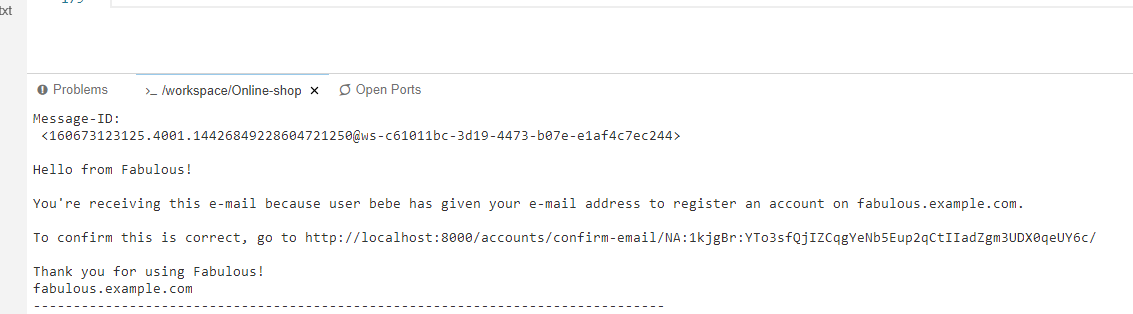 txt
Problems
>_ /workspace/Online-shop ×
Open Ports
Message-ID:
<160673123125.4001.14426849228604721250@ws-c61011bc-3d19-4473-b07e-e1af4c7ec244>
Hello from Fabulous!
You're receiving this e-mail because user bebe has given your e-mail address to register an account on fabulous.example.com.
To confirm this is correct, go to http://localhost:8000/accounts/confirm-email/NA:1kjgBr:YTo3sfQjIZCqgYeNb5Eup2qCtIIadZgm3UDX0qeUY6c/
Thank you for using Fabulous!
fabulous.example.com
-------------------------------------------------------------------------------